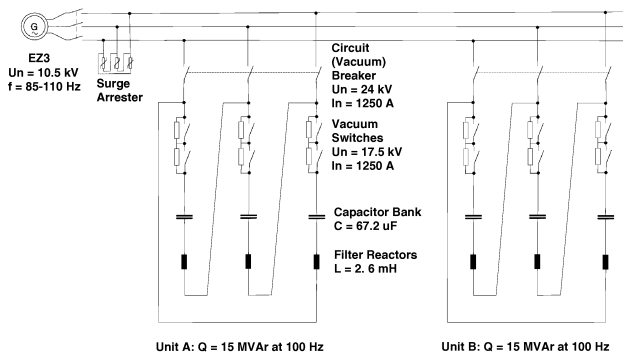 G
~
EZ3
Un = 10.5 kV
f = 85-110 Hz
Surge
Arrester
Circuit
(Vacuum)
Breaker
Un = 24 kV
In = 1250 A
Vacuum
Switches
Un = 17.5 kV
In = 1250 A
Capacitor Bank
C = 67.2 uF
Filter Reactors
L = 2. 6 mH
Unit A: Q = 15 MVAr at 100 Hz
Unit B: Q = 15 MVAr at 100 Hz